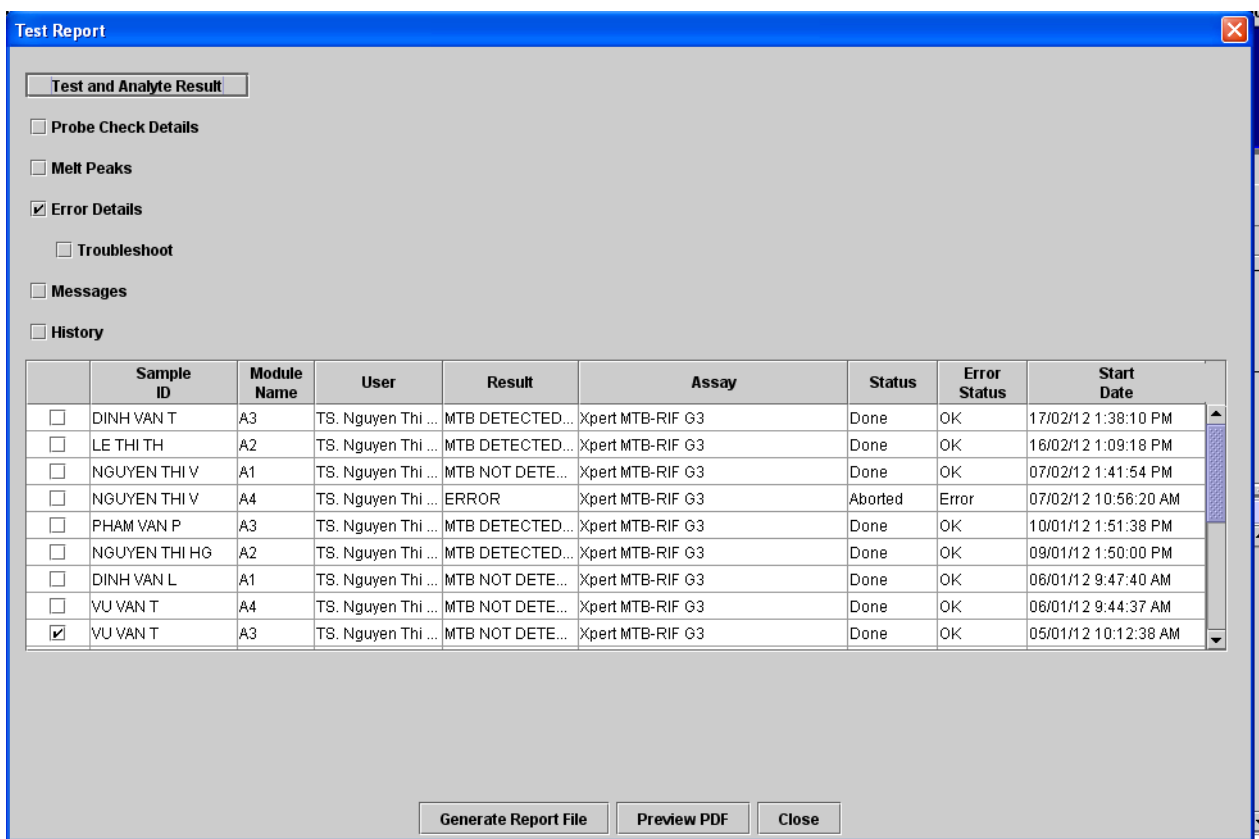 Test Report
Test and Analyte Result
Probe Check Details
Melt Peaks
Error Details
Troubleshoot
Messages
History
Sample ID Module Name User Result Assay Status Error Status Start Date
DINH VAN T A3 TS. Nguyen Thi ... MTB DETECTED... Xpert MTB-RIF G3 Done OK 17/02/12 1:38:10 PM
LE THI TH A2 TS. Nguyen Thi ... MTB DETECTED... Xpert MTB-RIF G3 Done OK 16/02/12 1:09:18 PM
NGUYEN THI V A1 TS. Nguyen Thi ... MTB NOT DETE... Xpert MTB-RIF G3 Done OK 07/02/12 1:41:54 PM
NGUYEN THI V A4 TS. Nguyen Thi ... ERROR Xpert MTB-RIF G3 Aborted Error 07/02/12 10:56:20 AM
PHAM VAN P A3 TS. Nguyen Thi ... MTB DETECTED... Xpert MTB-RIF G3 Done OK 10/01/12 1:51:38 PM
NGUYEN THI HG A2 TS. Nguyen Thi ... MTB DETECTED... Xpert MTB-RIF G3 Done OK 09/01/12 1:50:00 PM
DINH VAN L A1 TS. Nguyen Thi ... MTB NOT DETE... Xpert MTB-RIF G3 Done OK 06/01/12 9:47:40 AM
VU VAN T A4 TS. Nguyen Thi ... MTB NOT DETE... Xpert MTB-RIF G3 Done OK 06/01/12 9:44:37 AM
VU VAN T A3 TS. Nguyen Thi ... MTB NOT DETE... Xpert MTB-RIF G3 Done OK 05/01/12 10:12:38 AM
Generate Report File Preview PDF Close